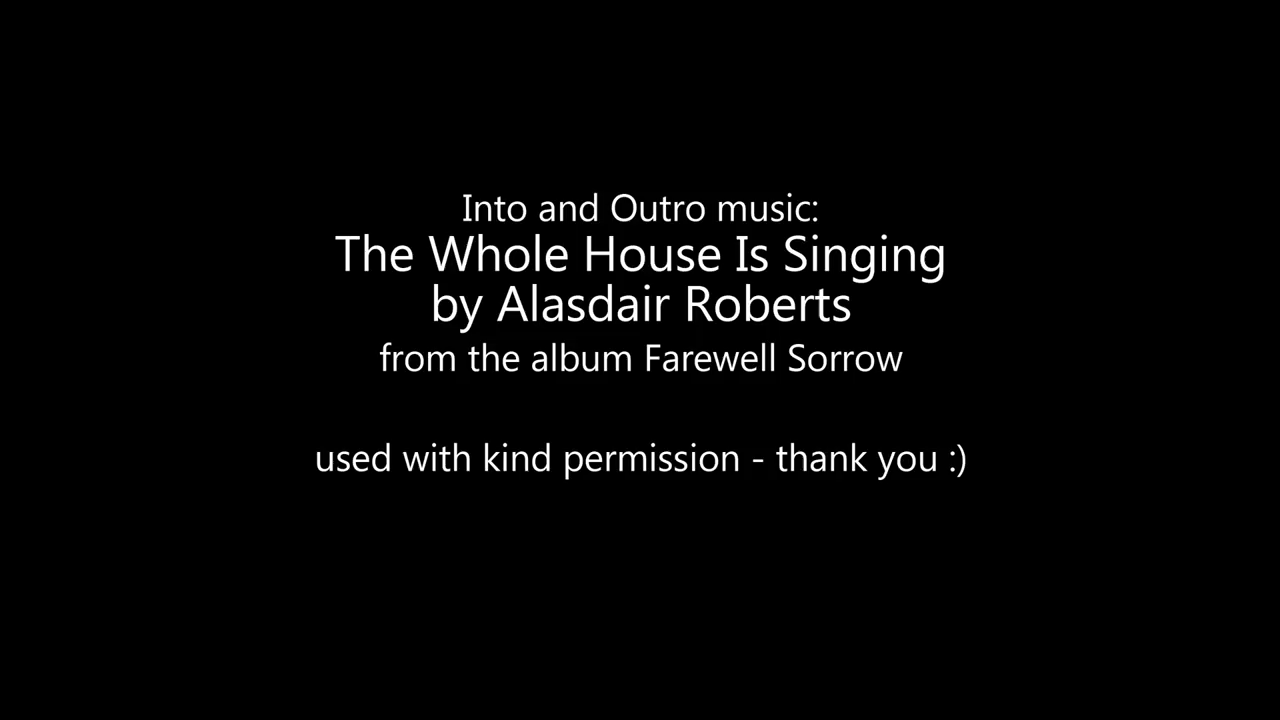 Into and Outro music:
The Whole House Is Singing
by Alasdair Roberts
from the album Farewell Sorrow
used with kind permission - thank you :)